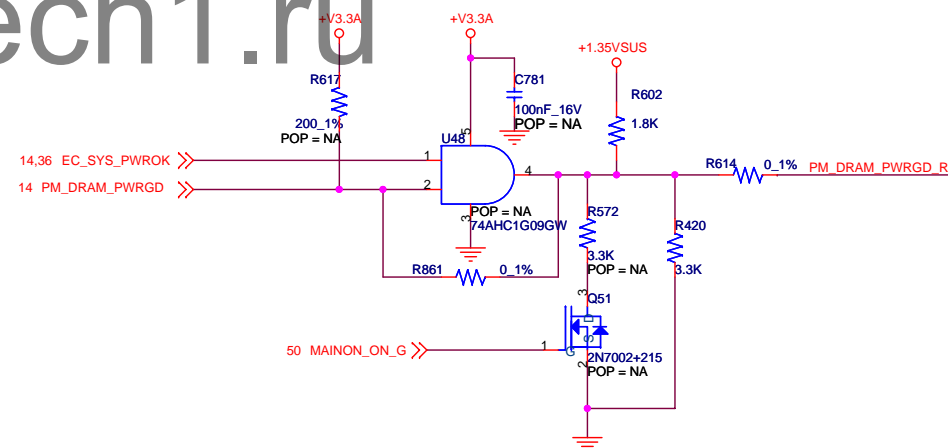 ech1.ru
+V3.3A
+V3.3A
+1.35VSUS
R617
200_1%
POP = NA
C781
100nF_16V
POP = NA
R602
1.8K
U48
5
14,36 EC_SYS_PWROK
1
4
R614
0_1%
PM_DRAM_PWRGD_R
14 PM_DRAM_PWRGD
2
3
POP = NA
74AHC1G09GW
R572
3.3K
POP = NA
R420
3.3K
R861
0_1%
3
Q51
D
S
G
50 MAINON_ON_G
1
2
2N7002+215
POP = NA